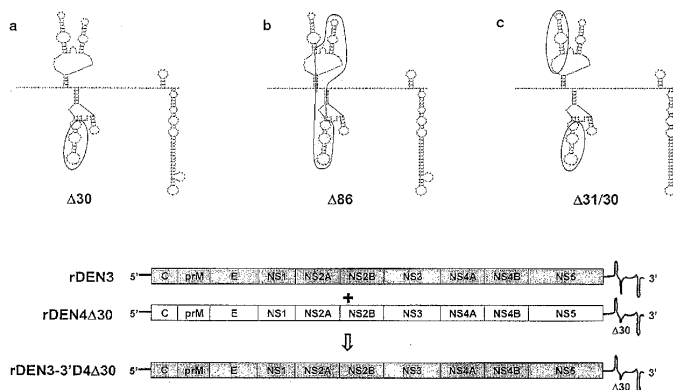 a b c
Δ30 Δ86 Δ31/30
rDEN3 5' C prM E NS1 NS2A NS2B NS3 NS4A NS4B NS5 3'
+
rDEN4Δ30 5' C prM E NS1 NS2A NS2B NS3 NS4A NS4B NS5 3'
Δ30
rDEN3-3'D4Δ30 5' C prM E NS1 NS2A NS2B NS3 NS4A NS4B NS5 3'
Δ30